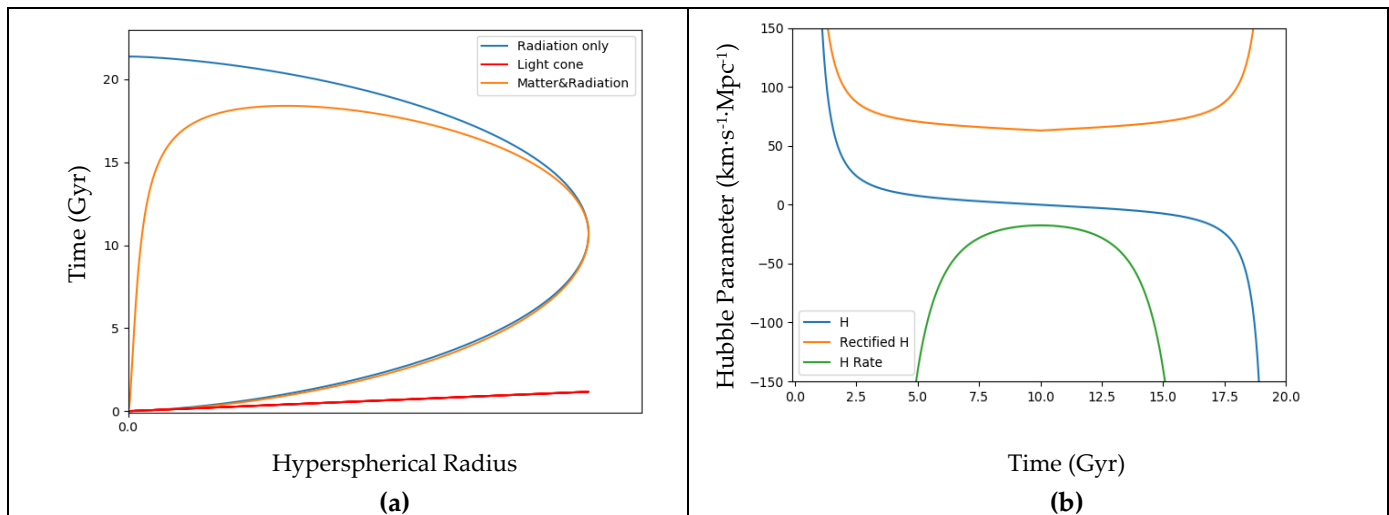 Radiation only
Light cone
Matter&Radiation
Time (Gyr)
20
15
10
5
0
0.0
Hyperspherical Radius
(a)
Hubble Parameter (km·s⁻¹·Mpc⁻¹)
150
100
50
0
−50
−100
−150
H
Rectified H
H Rate
0.0 2.5 5.0 7.5 10.0 12.5 15.0 17.5 20.0
Time (Gyr)
(b)